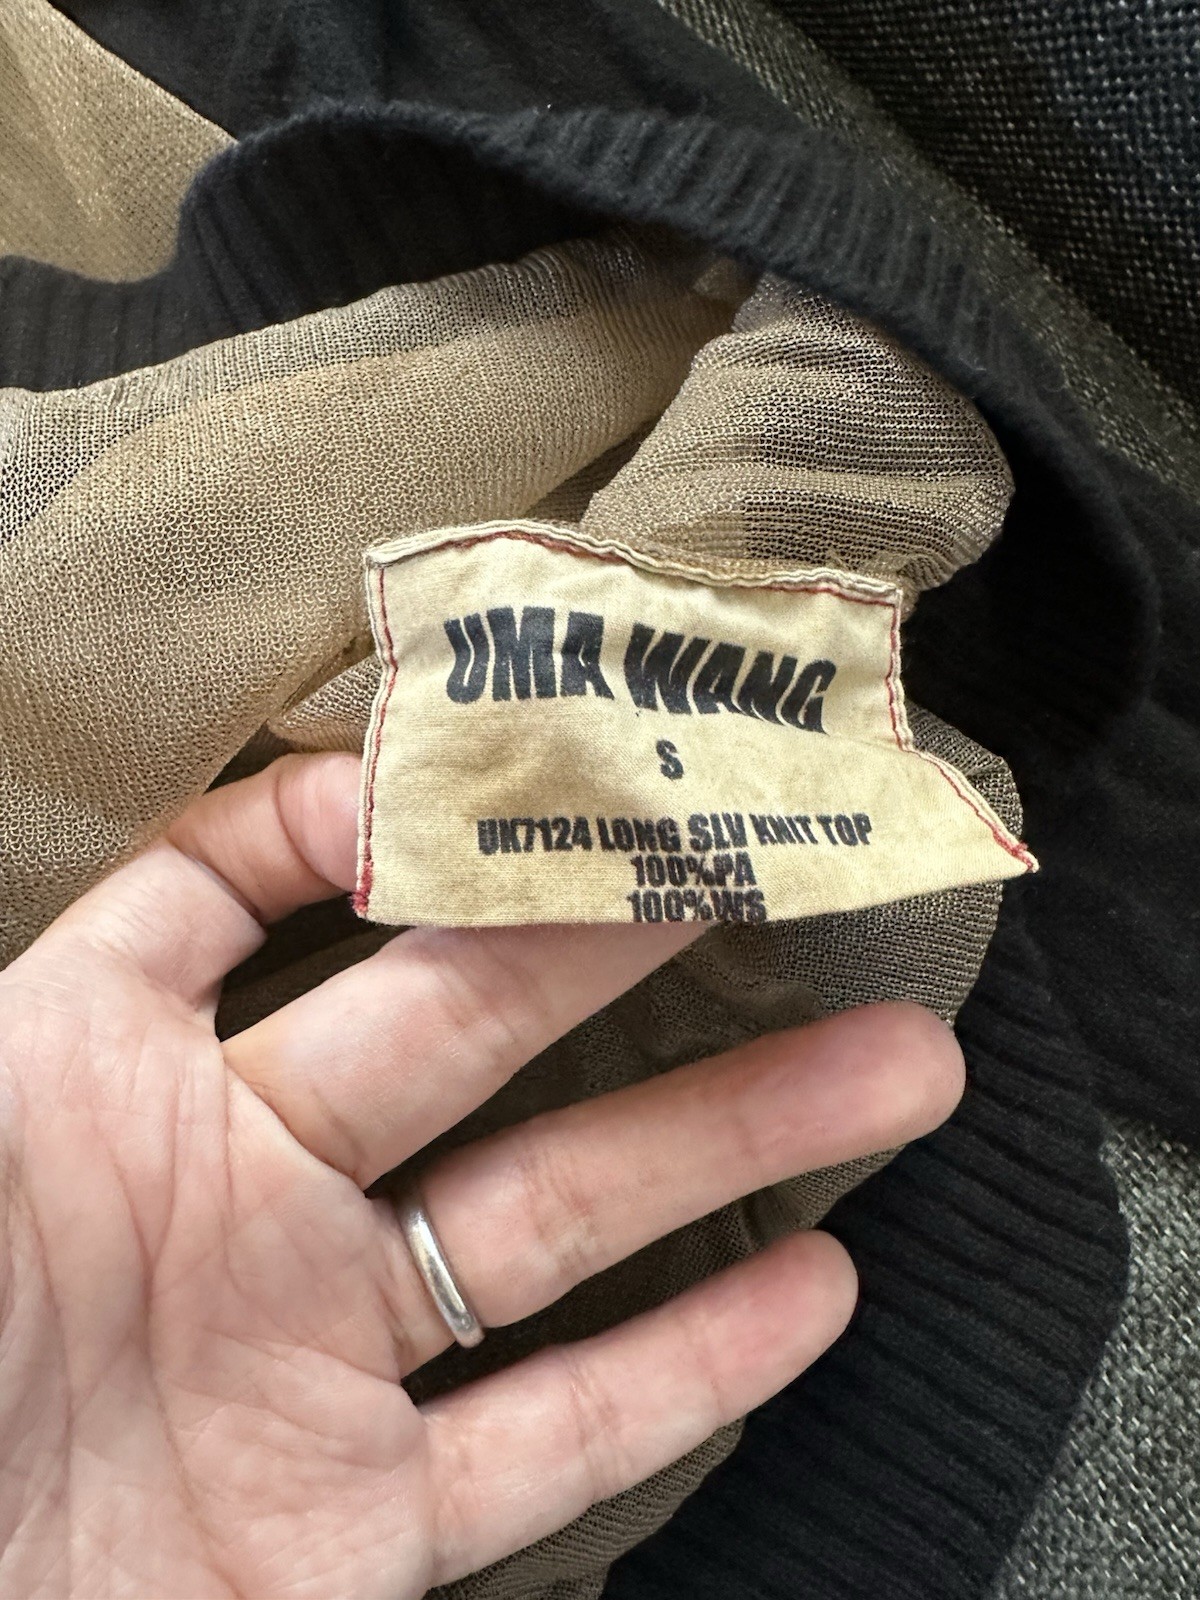 UMA WANG
S
UK7124 LONG SLV KNIT TOP
100%PA
100%WS